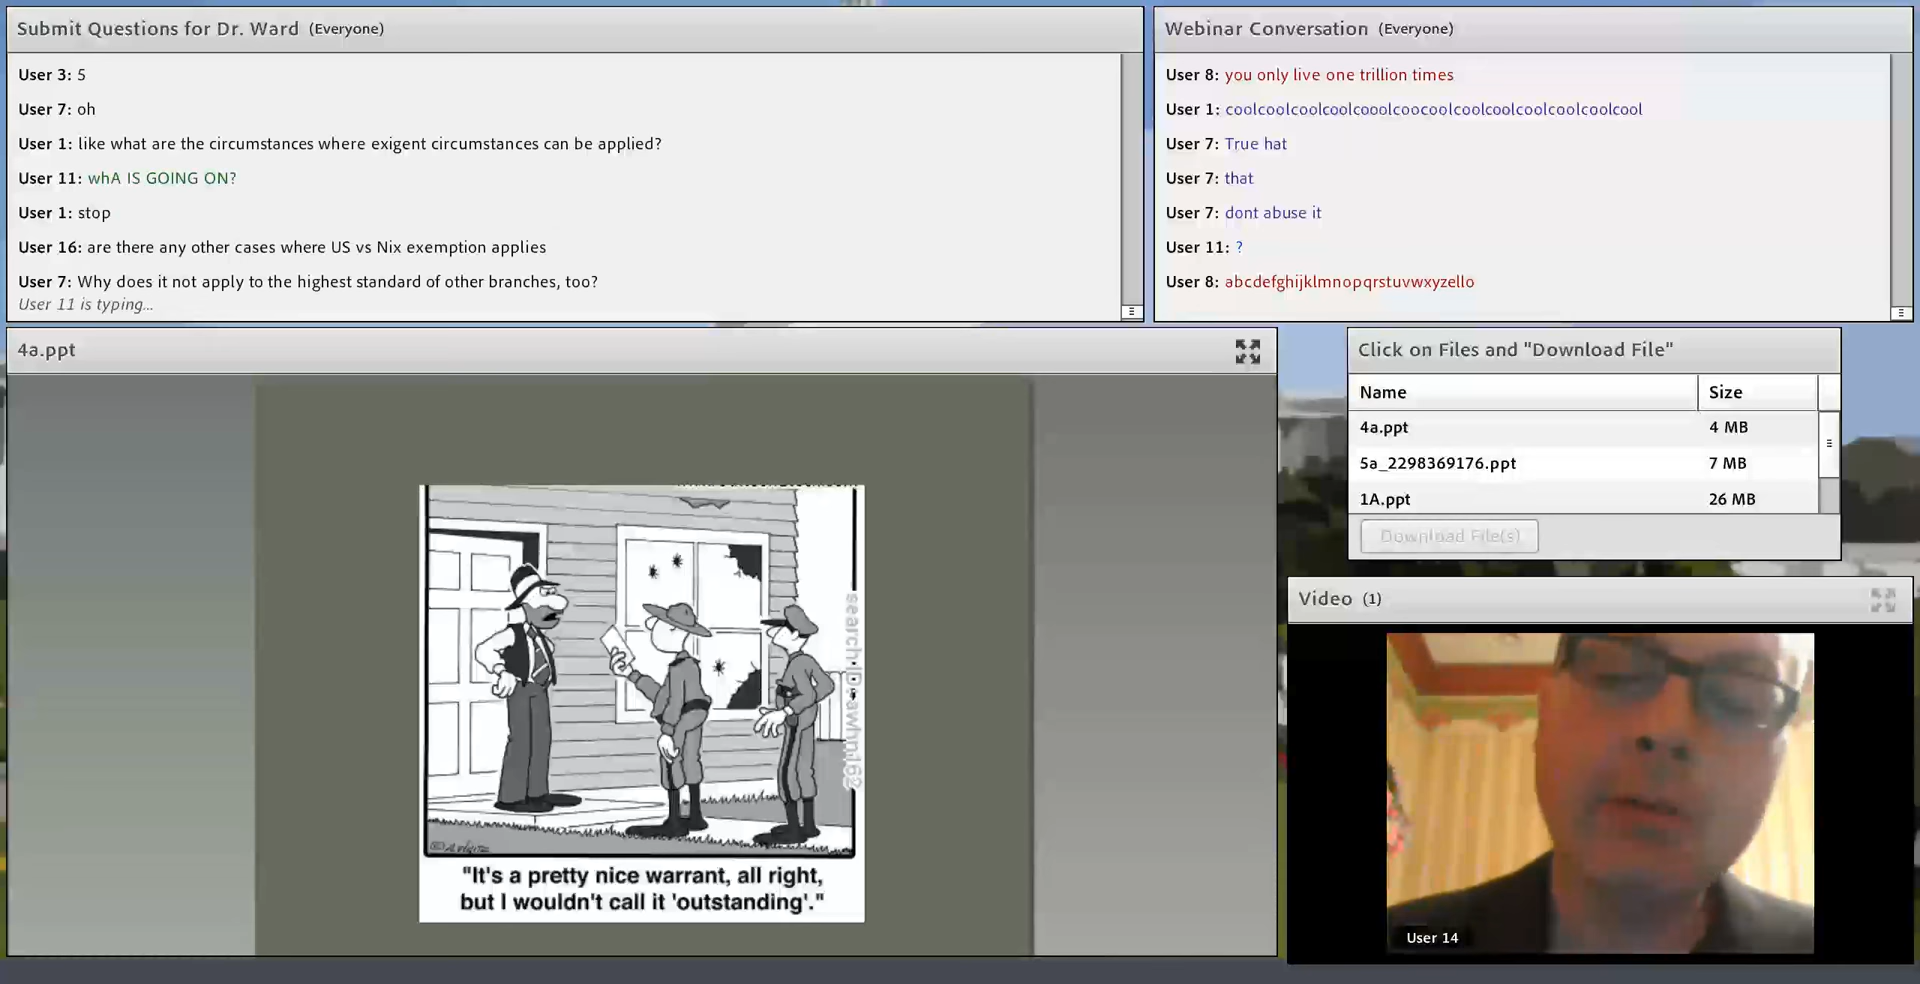 Submit Questions for Dr. Ward (Everyone)
User 3: 5
User 7: oh
User 1: like what are the circumstances where exigent circumstances can be applied?
User 11: whA IS GOING ON?
User 1: stop
User 16: are there any other cases where US vs Nix exemption applies
User 7: Why does it not apply to the highest standard of other branches, too?
User 11 is typing...
Webinar Conversation (Everyone)
User 8: you only live one trillion times
User 1: coolcoolcoolcoolcooolcoocoolcoolcoolcoolcoolcoolcool
User 7: True hat
User 7: that
User 7: dont abuse it
User 11: ?
User 8: abcdefghijklmnopqrstuvwxyzello
4a.ppt
search ID: awhn162
"It's a pretty nice warrant, all right,
but I wouldn't call it 'outstanding'."
Click on Files and "Download File"
Name Size
4a.ppt 4 MB
5a_2298369176.ppt 7 MB
1A.ppt 26 MB
Download File(s)
Video (1)
User 14